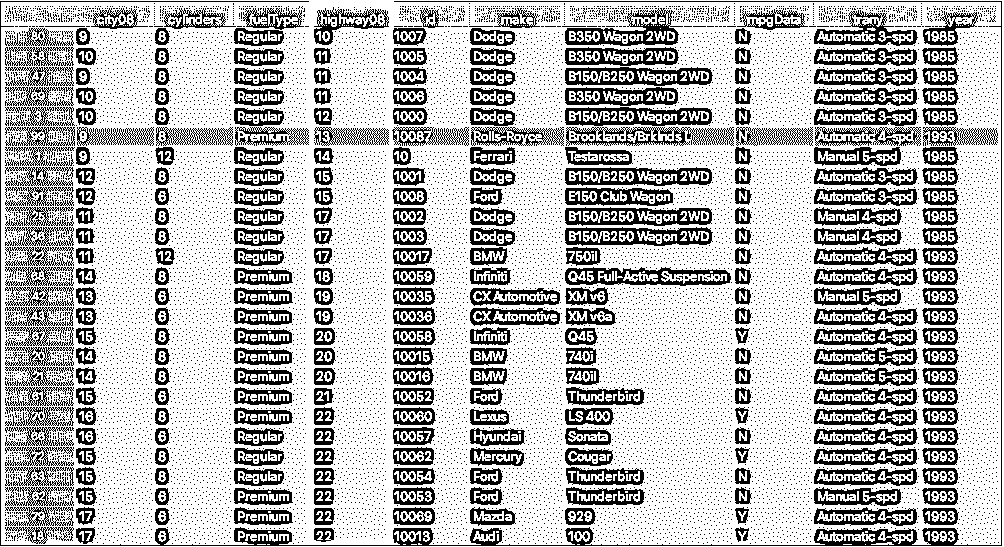 city08 cylinders fuelType highway08 id make model mpgData trany year
9 8 Regular 10 1007 Dodge B350 Wagon 2WD N Automatic 3-spd 1985
10 8 Regular 11 1005 Dodge B350 Wagon 2WD N Automatic 3-spd 1985
9 8 Regular 11 1004 Dodge B150/B250 Wagon 2WD N Automatic 3-spd 1985
10 8 Regular 11 1006 Dodge B350 Wagon 2WD N Automatic 3-spd 1985
10 8 Regular 12 1000 Dodge B150/B250 Wagon 2WD N Automatic 3-spd 1985
9 8 Premium 13 10087 Rolls-Royce Brooklands/Brklnds L N Automatic 4-spd 1993
9 12 Regular 14 10 Ferrari Testarossa N Manual 5-spd 1985
12 8 Regular 15 1001 Dodge B150/B250 Wagon 2WD N Automatic 3-spd 1985
12 6 Regular 15 1008 Ford E150 Club Wagon N Automatic 3-spd 1985
11 8 Regular 17 1002 Dodge B150/B250 Wagon 2WD N Manual 4-spd 1985
11 8 Regular 17 1003 Dodge B150/B250 Wagon 2WD N Manual 4-spd 1985
11 12 Regular 17 10017 BMW 750il N Automatic 4-spd 1993
14 8 Premium 18 10059 Infiniti Q45 Full-Active Suspension N Automatic 4-spd 1993
13 6 Premium 19 10035 CX Automotive XM v6 N Manual 5-spd 1993
13 6 Premium 19 10036 CX Automotive XM v6a N Automatic 4-spd 1993
15 8 Premium 20 10058 Infiniti Q45 Y Automatic 4-spd 1993
14 8 Premium 20 10015 BMW 740i N Automatic 5-spd 1993
14 8 Premium 20 10016 BMW 740il N Automatic 5-spd 1993
15 6 Premium 21 10052 Ford Thunderbird N Automatic 4-spd 1993
16 8 Premium 22 10060 Lexus LS 400 Y Automatic 4-spd 1993
16 6 Regular 22 10057 Hyundai Sonata N Automatic 4-spd 1993
15 8 Regular 22 10062 Mercury Cougar Y Automatic 4-spd 1993
15 8 Regular 22 10054 Ford Thunderbird N Automatic 4-spd 1993
15 6 Premium 22 10053 Ford Thunderbird N Manual 5-spd 1993
17 6 Premium 22 10069 Mazda 929 Y Automatic 4-spd 1993
17 6 Premium 22 10013 Audi 100 Y Automatic 4-spd 1993